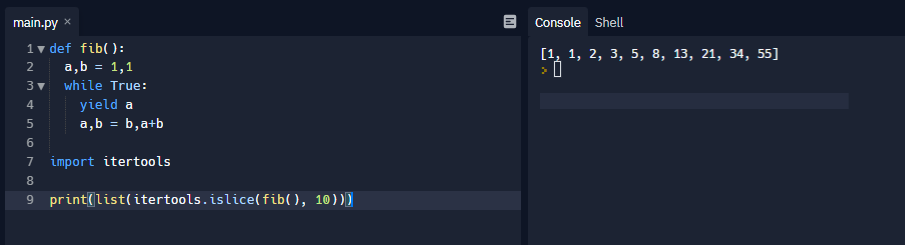 main.py ×
Console Shell
1 def fib():
2 a,b = 1,1
3 while True:
4 yield a
5 a,b = b,a+b
6
7 import itertools
8
9 print(list(itertools.islice(fib(), 10)))
[1, 1, 2, 3, 5, 8, 13, 21, 34, 55]
>